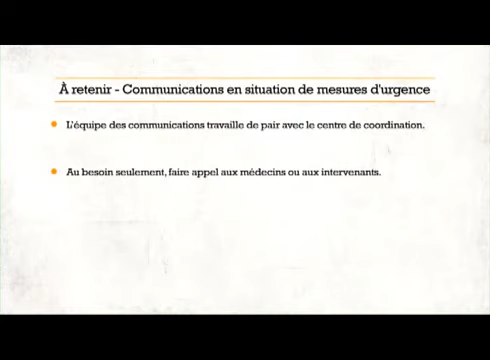 À retenir - Communications en situation de mesures d'urgence
L'équipe des communications travaille de pair avec le centre de coordination.
Au besoin seulement, faire appel aux médecins ou aux intervenants.